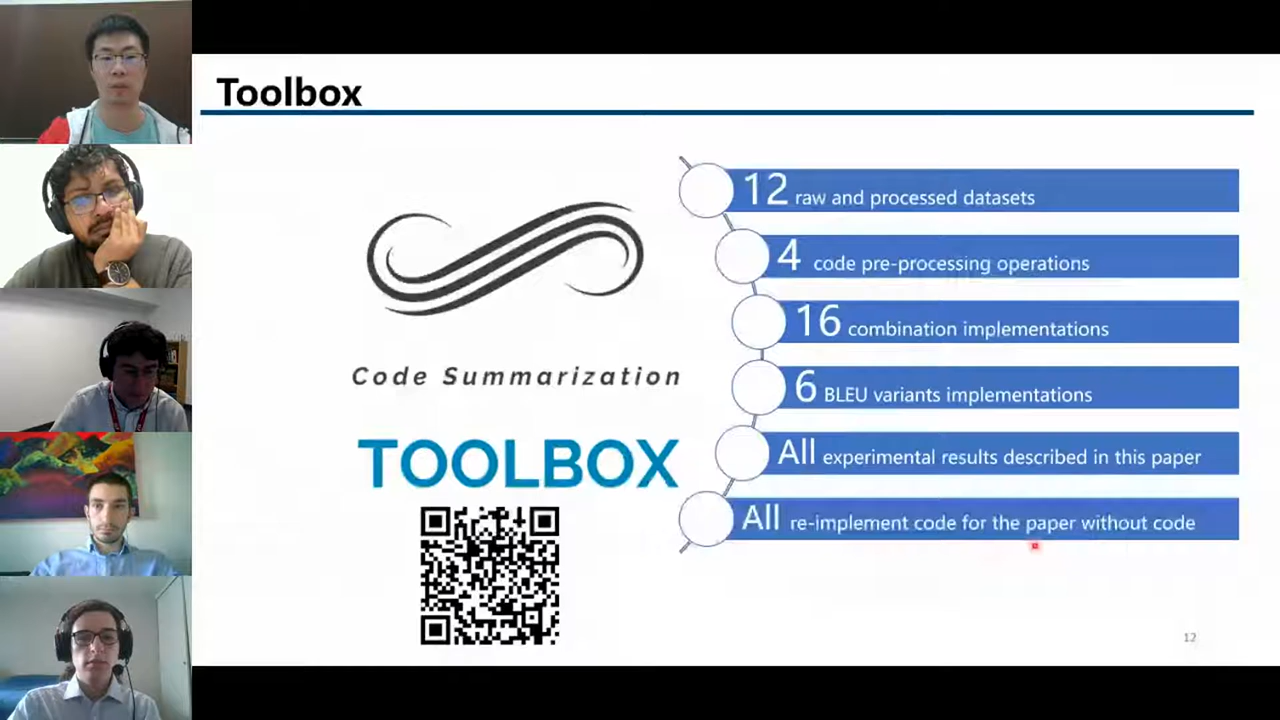 Toolbox
Code Summarization
TOOLBOX
12 raw and processed datasets
4 code pre-processing operations
16 combination implementations
6 BLEU variants implementations
All experimental results described in this paper
All re-implement code for the paper without code
12